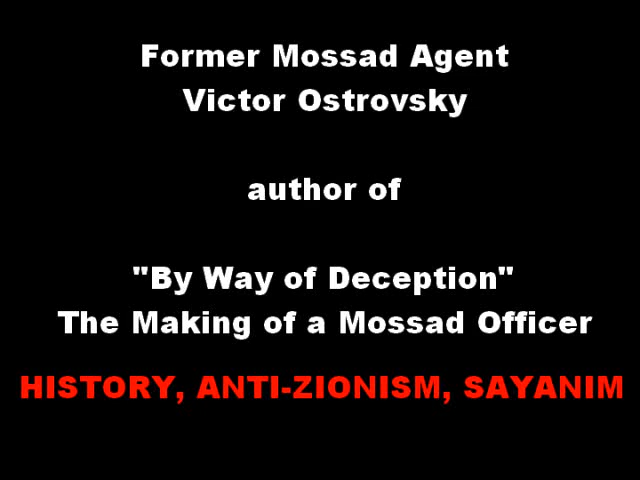 Former Mossad Agent
Victor Ostrovsky
author of
"By Way of Deception"
The Making of a Mossad Officer
HISTORY, ANTI-ZIONISM, SAYANIM